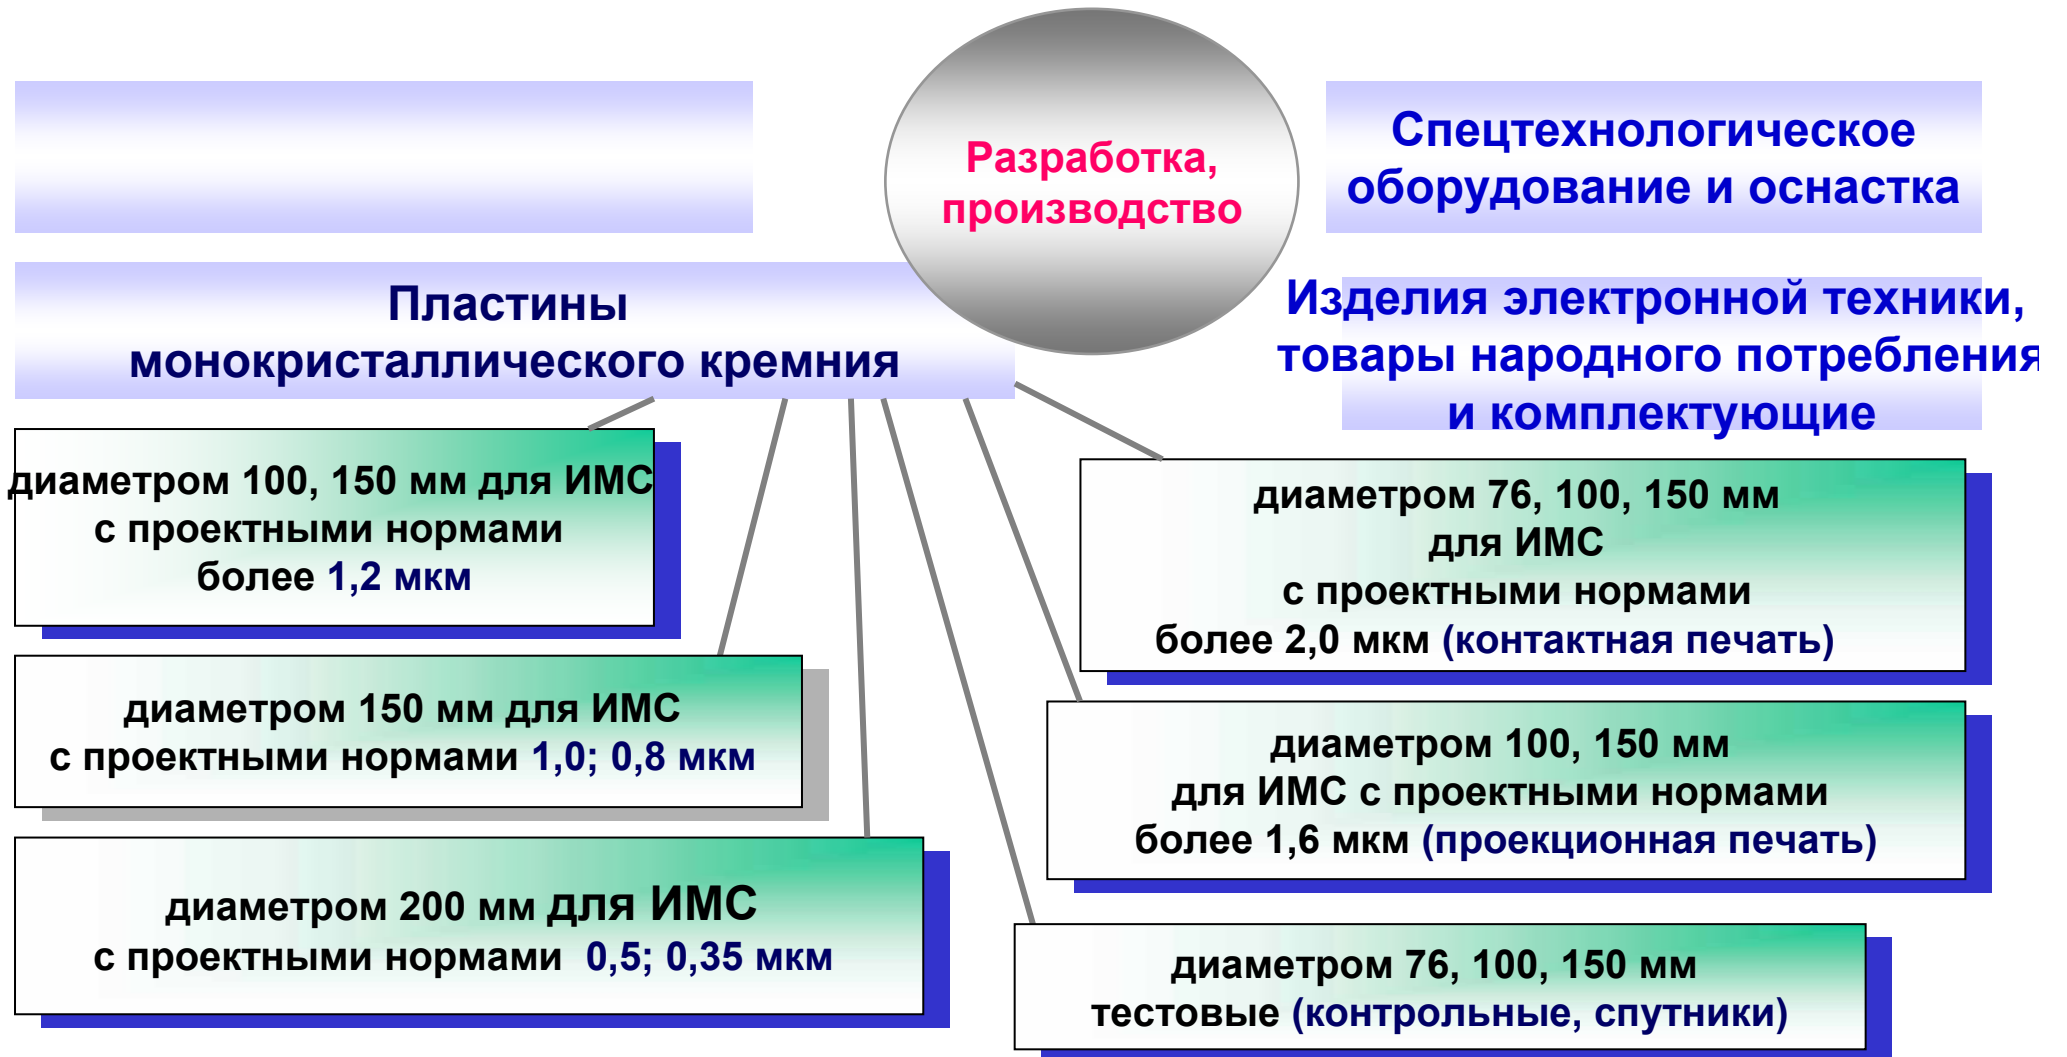 Разработка,
производство
Спецтехнологическое
оборудование и оснастка
Пластины
монокристаллического кремния
Изделия электронной техники,
товары народного потребления
и комплектующие
диаметром 100, 150 мм для ИМС
с проектными нормами
более 1,2 мкм
диаметром 150 мм для ИМС
с проектными нормами 1,0; 0,8 мкм
диаметром 200 мм для ИМС
с проектными нормами 0,5; 0,35 мкм
диаметром 76, 100, 150 мм
для ИМС
с проектными нормами
более 2,0 мкм (контактная печать)
диаметром 100, 150 мм
для ИМС с проектными нормами
более 1,6 мкм (проекционная печать)
диаметром 76, 100, 150 мм
тестовые (контрольные, спутники)